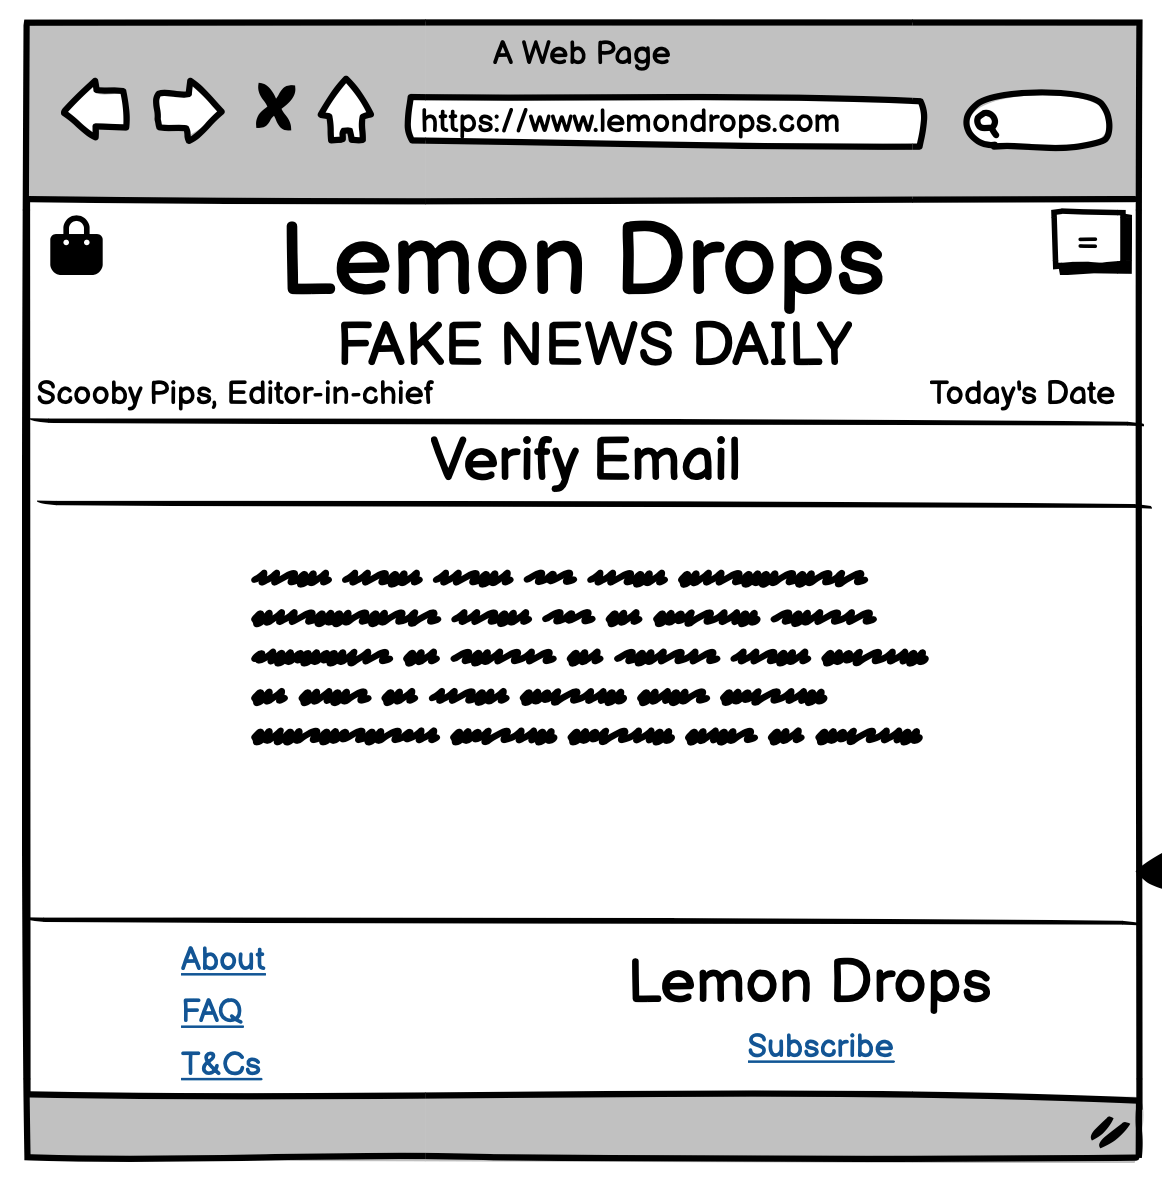 A Web Page
https://www.lemondrops.com
=
Lemon Drops
FAKE NEWS DAILY
Scooby Pips, Editor-in-chief
Today's Date
Verify Email
About
FAQ
T&Cs
Lemon Drops
Subscribe